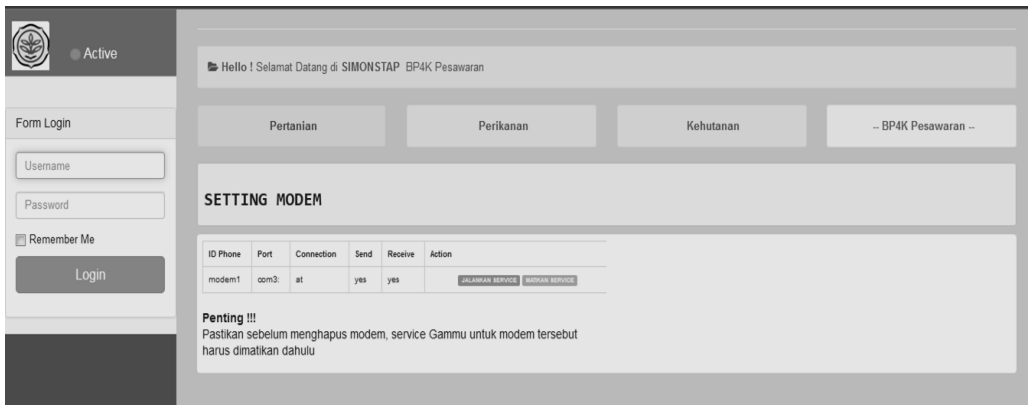 Active
Hello ! Selamat Datang di SIMONSTAP BP4K Pesawaran
Form Login
Username
Password
Remember Me
Login
Pertanian Perikanan Kehutanan -- BP4K Pesawaran --
SETTING MODEM
ID Phone Port Connection Send Receive Action
modem1 com3: at yes yes JALANKAN SERVICE MATIKAN SERVICE
Penting !!!
Pastikan sebelum menghapus modem, service Gammu untuk modem tersebut
harus dimatikan dahulu